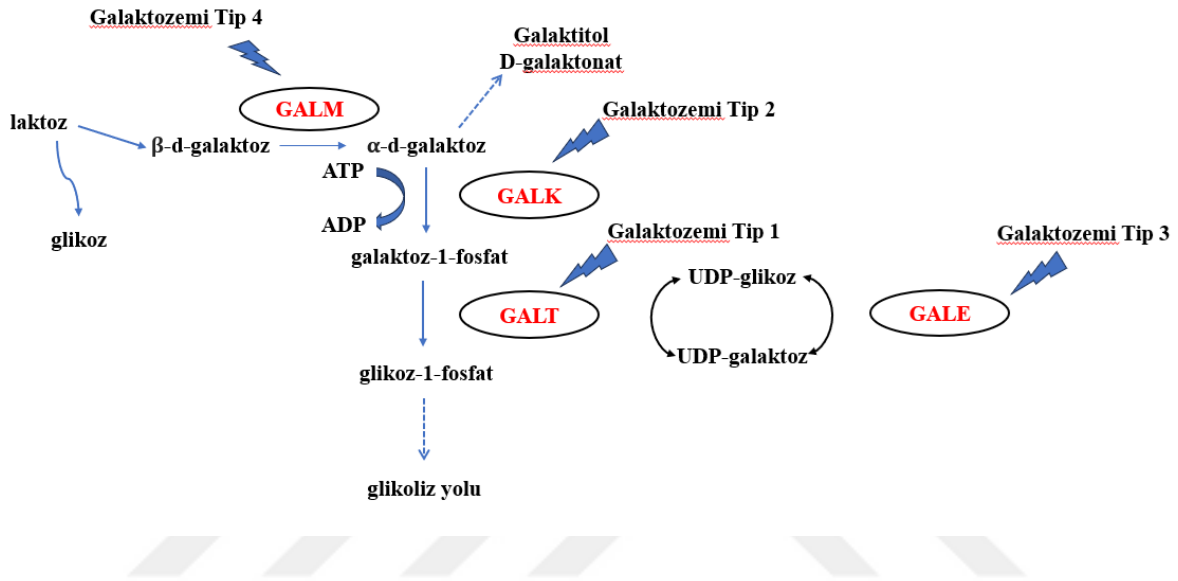 Galaktozemi Tip 4
Galaktitol
D-galaktonat
GALM
Galaktozemi Tip 2
laktoz
β-d-galaktoz
α-d-galaktoz
ATP
GALK
ADP
glikoz
galaktoz-1-fosfat
Galaktozemi Tip 1
Galaktozemi Tip 3
UDP-glikoz
GALT
GALE
UDP-galaktoz
glikoz-1-fosfat
glikoliz yolu